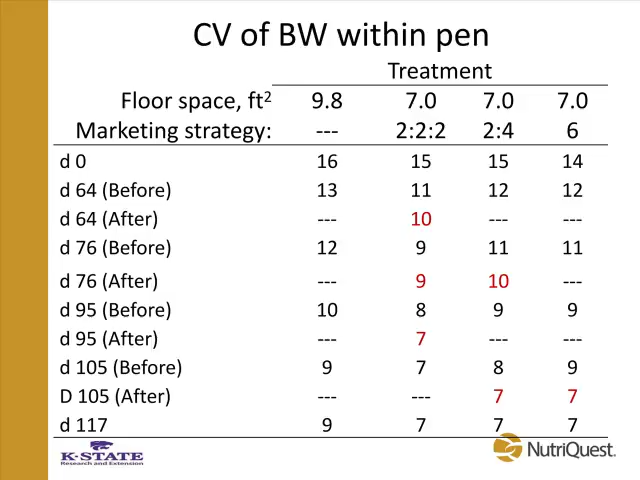 CV of BW within pen
Treatment
Floor space, ft² 9.8 7.0 7.0 7.0
Marketing strategy: --- 2:2:2 2:4 6
d 0 16 15 15 14
d 64 (Before) 13 11 12 12
d 64 (After) --- 10 --- ---
d 76 (Before) 12 9 11 11
d 76 (After) --- 9 10 ---
d 95 (Before) 10 8 9 9
d 95 (After) --- 7 --- ---
d 105 (Before) 9 7 8 9
D 105 (After) --- --- 7 7
d 117 9 7 7 7
K-STATE
Research and Extension
NutriQuest.